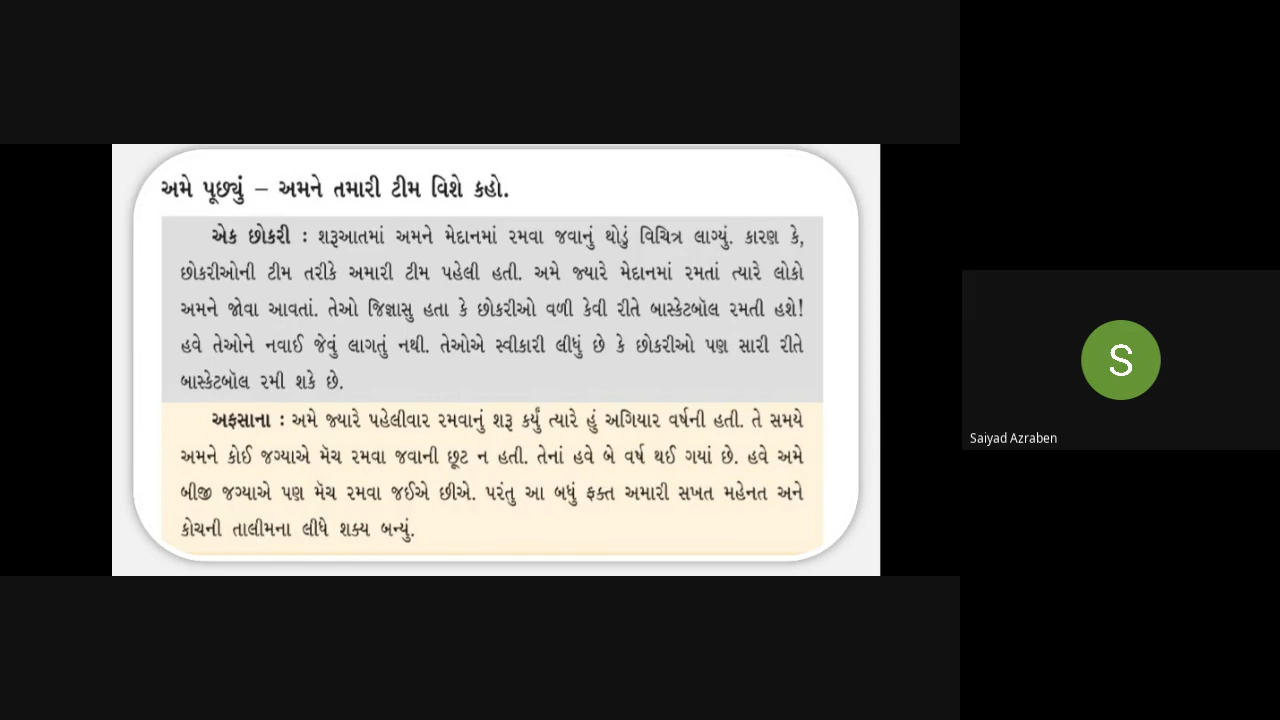 અમે પૂછ્યું – અમને તમારી ટીમ વિશે કહો.
એક છોકરી : શરૂઆતમાં અમને મેદાનમાં રમવા જવાનું થોડું વિચિત્ર લાગ્યું. કારણ કે,
છોકરીઓની ટીમ તરીકે અમારી ટીમ પહેલી હતી. અમે જ્યારે મેદાનમાં રમતાં ત્યારે લોકો
અમને જોવા આવતાં. તેઓ જિજ્ઞાસુ હતા કે છોકરીઓ વળી કેવી રીતે બાસ્કેટબૉલ રમતી હશે!
હવે તેઓને નવાઈ જેવું લાગતું નથી. તેઓએ સ્વીકારી લીધું છે કે છોકરીઓ પણ સારી રીતે
બાસ્કેટબૉલ રમી શકે છે.
અફસાના : અમે જ્યારે પહેલીવાર રમવાનું શરૂ કર્યું ત્યારે હું અગિયાર વર્ષની હતી. તે સમયે
અમને કોઈ જગ્યાએ મૅચ રમવા જવાની છૂટ ન હતી. તેનાં હવે બે વર્ષ થઈ ગયાં છે. હવે અમે
બીજી જગ્યાએ પણ મૅચ રમવા જઈએ છીએ. પરંતુ આ બધું ફક્ત અમારી સખત મહેનત અને
કોચની તાલીમના લીધે શક્ય બન્યું.
S
Saiyad Azraben